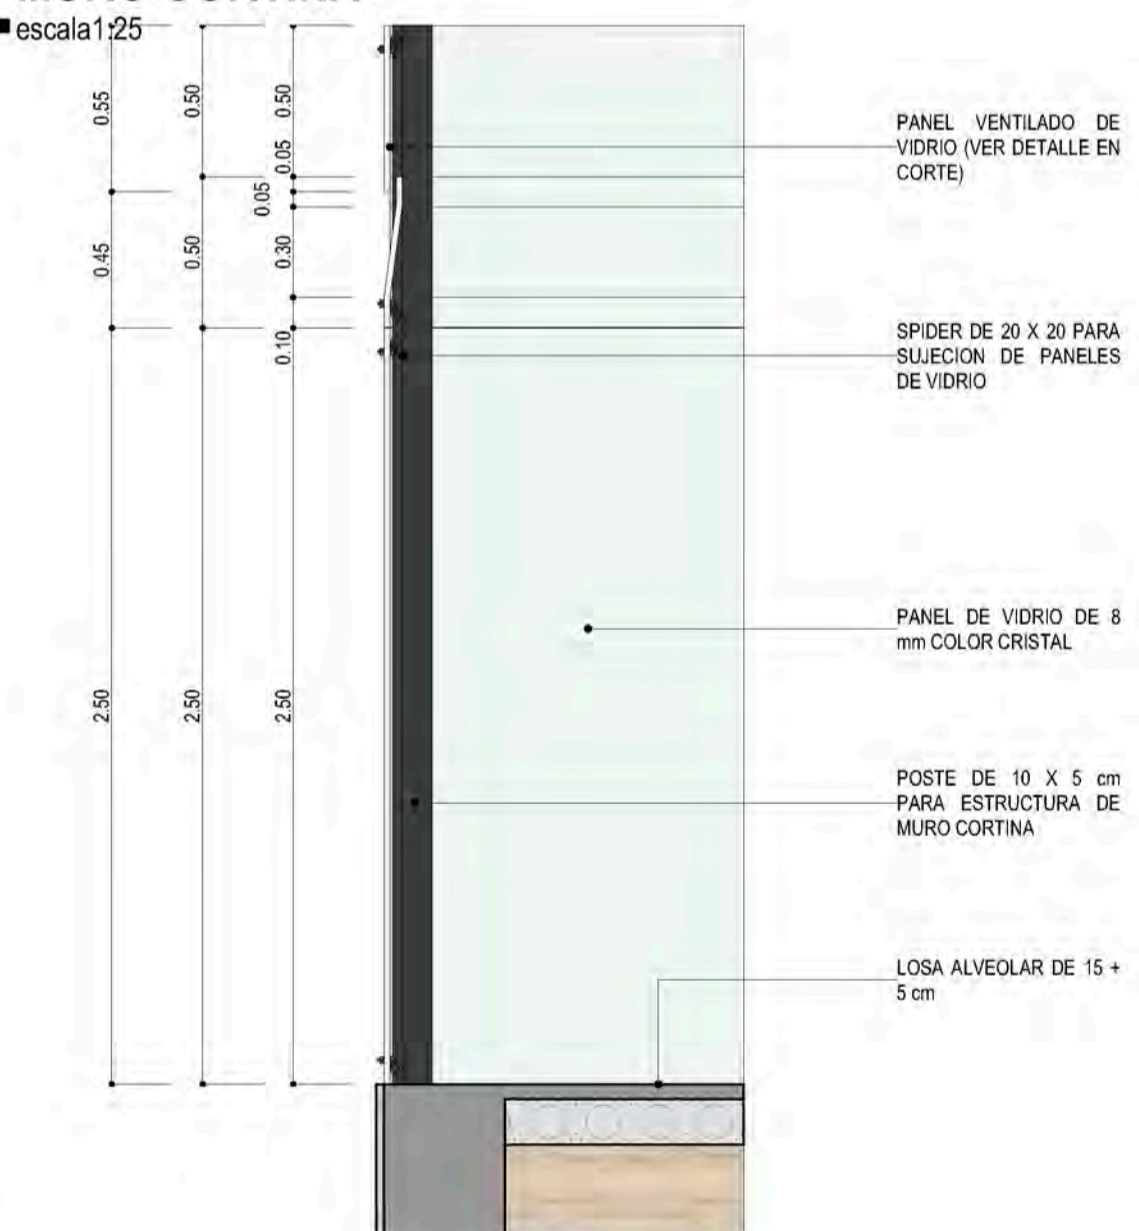 escala1:25
0.55
0.50
0.50
0.05
0.05
0.45
0.50
0.30
0.10
2.50
2.50
2.50
PANEL VENTILADO DE
VIDRIO (VER DETALLE EN
CORTE)
SPIDER DE 20 X 20 PARA
SUJECION DE PANELES
DE VIDRIO
PANEL DE VIDRIO DE 8
mm COLOR CRISTAL
POSTE DE 10 X 5 cm
PARA ESTRUCTURA DE
MURO CORTINA
LOSA ALVEOLAR DE 15 +
5 cm